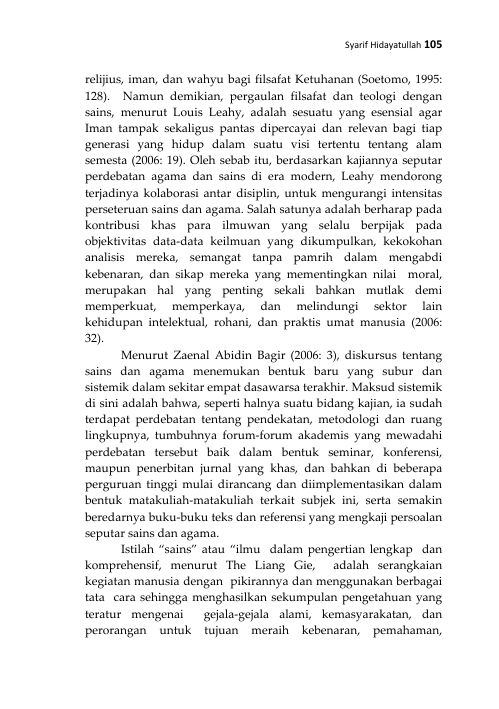 Syarif Hidayatullah 105
relijius, iman, dan wahyu bagi filsafat Ketuhanan (Soetomo, 1995:
128). Namun demikian, pergaulan filsafat dan teologi dengan
sains, menurut Louis Leahy, adalah sesuatu yang esensial agar
Iman tampak sekaligus pantas dipercayai dan relevan bagi tiap
generasi yang hidup dalam suatu visi tertentu tentang alam
semesta (2006: 19). Oleh sebab itu, berdasarkan kajiannya seputar
perdebatan agama dan sains di era modern, Leahy mendorong
terjadinya kolaborasi antar disiplin, untuk mengurangi intensitas
perseteruan sains dan agama. Salah satunya adalah berharap pada
kontribusi khas para ilmuwan yang selalu berpijak pada
objektivitas data-data keilmuan yang dikumpulkan, kekokohan
analisis mereka, semangat tanpa pamrih dalam mengabdi
kebenaran, dan sikap mereka yang mementingkan nilai moral,
merupakan hal yang penting sekali bahkan mutlak demi
memperkuat, memperkaya, dan melindungi sektor lain
kehidupan intelektual, rohani, dan praktis umat manusia (2006:
32).
Menurut Zaenal Abidin Bagir (2006: 3), diskursus tentang
sains dan agama menemukan bentuk baru yang subur dan
sistemik dalam sekitar empat dasawarsa terakhir. Maksud sistemik
di sini adalah bahwa, seperti halnya suatu bidang kajian, ia sudah
terdapat perdebatan tentang pendekatan, metodologi dan ruang
lingkupnya, tumbuhnya forum-forum akademis yang mewadahi
perdebatan tersebut baik dalam bentuk seminar, konferensi,
maupun penerbitan jurnal yang khas, dan bahkan di beberapa
perguruan tinggi mulai dirancang dan diimplementasikan dalam
bentuk matakuliah-matakuliah terkait subjek ini, serta semakin
beredarnya buku-buku teks dan referensi yang mengkaji persoalan
seputar sains dan agama.
Istilah “sains” atau “ilmu dalam pengertian lengkap dan
komprehensif, menurut The Liang Gie, adalah serangkaian
kegiatan manusia dengan pikirannya dan menggunakan berbagai
tata cara sehingga menghasilkan sekumpulan pengetahuan yang
teratur mengenai gejala-gejala alami, kemasyarakatan, dan
perorangan untuk tujuan meraih kebenaran, pemahaman,